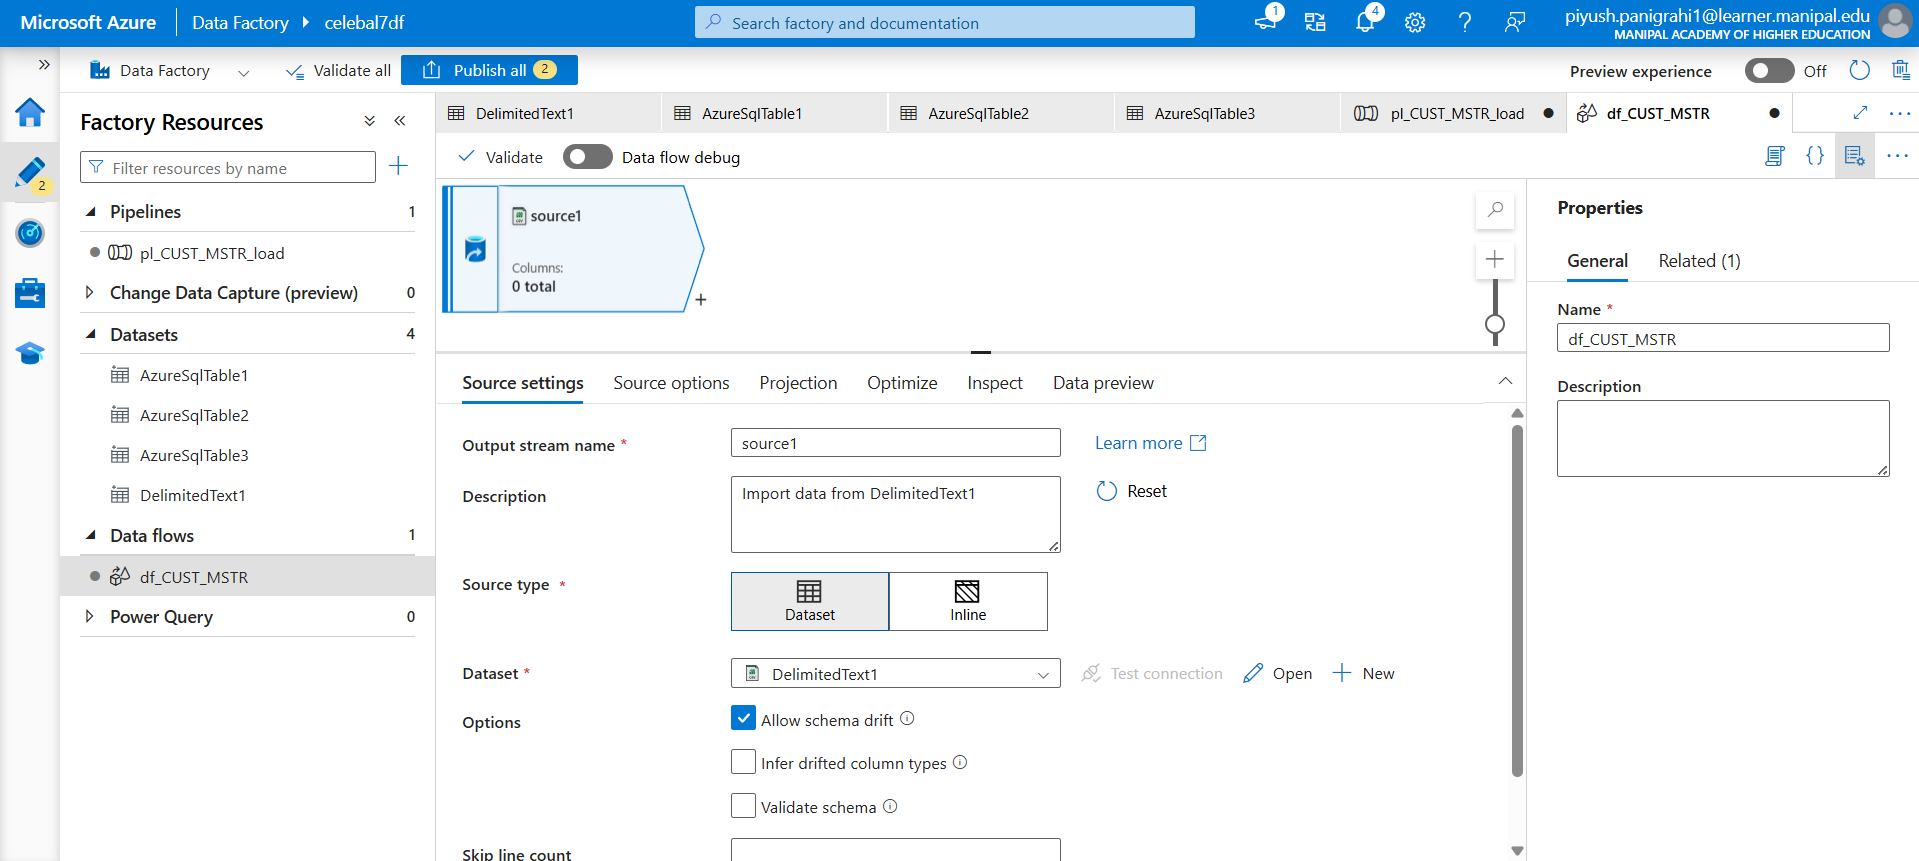 Microsoft Azure
Data Factory
celebal7df
Search factory and documentation
1
4
piyush.panigrahi1@learner.manipal.edu
MANIPAL ACADEMY OF HIGHER EDUCATION
Data Factory
Validate all
Publish all 2
Preview experience
Off
2
Factory Resources
Filter resources by name
Pipelines 1
pl_CUST_MSTR_load
Change Data Capture (preview) 0
Datasets 4
AzureSqlTable1
AzureSqlTable2
AzureSqlTable3
DelimitedText1
Data flows 1
df_CUST_MSTR
Power Query 0
DelimitedText1
AzureSqlTable1
AzureSqlTable2
AzureSqlTable3
pl_CUST_MSTR_load
df_CUST_MSTR
Validate
Data flow debug
source1
Columns:
0 total
Source settings
Source options
Projection
Optimize
Inspect
Data preview
Output stream name *
source1
Learn more
Description
Import data from DelimitedText1
Reset
Source type *
Dataset
Inline
Dataset *
DelimitedText1
Test connection
Open
New
Options
Allow schema drift
Infer drifted column types
Validate schema
Skip line count
Properties
General
Related (1)
Name *
df_CUST_MSTR
Description